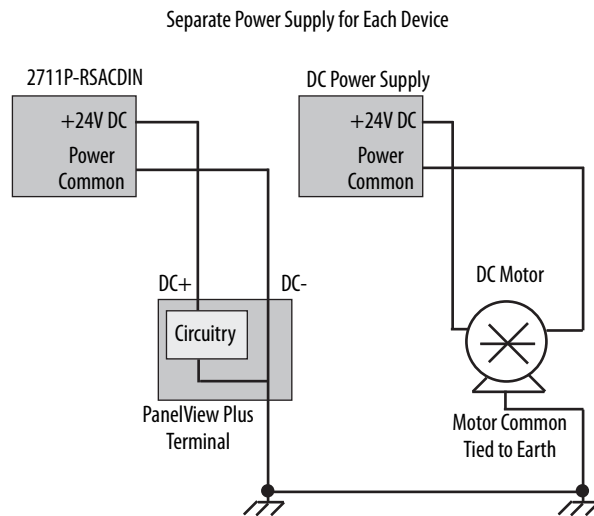 Separate Power Supply for Each Device
2711P-RSACDIN
+24V DC
Power
Common
DC Power Supply
+24V DC
Power
Common
DC+
DC-
Circuitry
PanelView Plus
Terminal
DC Motor
Motor Common
Tied to Earth